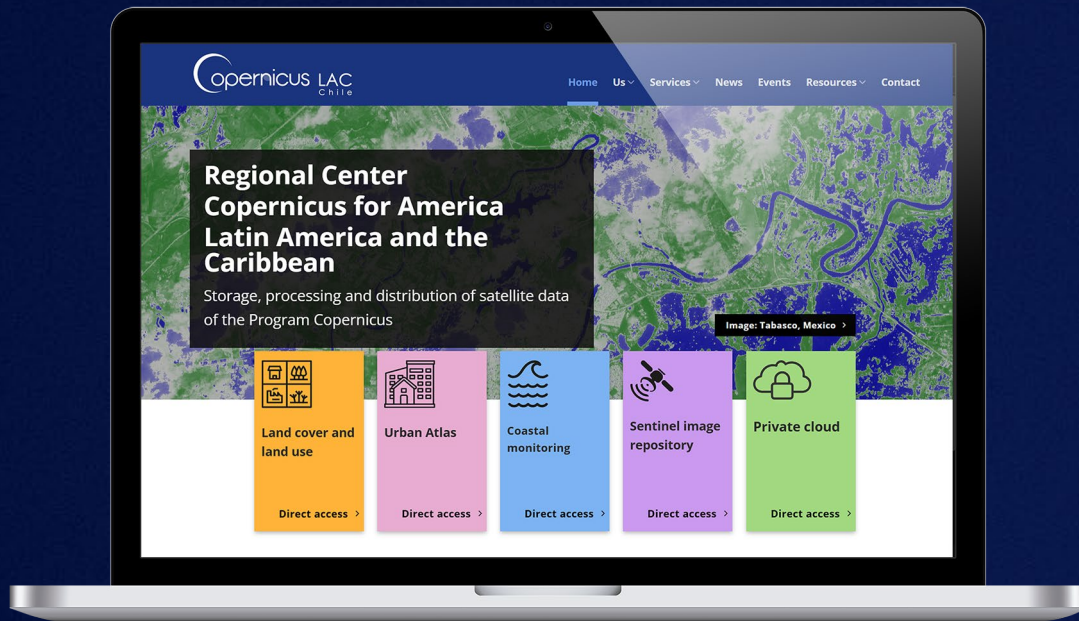 Copernicus LAC
Chile
Home Us Services News Events Resources Contact
Regional Center
Copernicus for America
Latin America and the
Caribbean
Storage, processing and distribution of satellite data
of the Program Copernicus
Image: Tabasco, Mexico
Land cover and
land use
Direct access
Urban Atlas
Direct access
Coastal
monitoring
Direct access
Sentinel image
repository
Direct access
Private cloud
Direct access